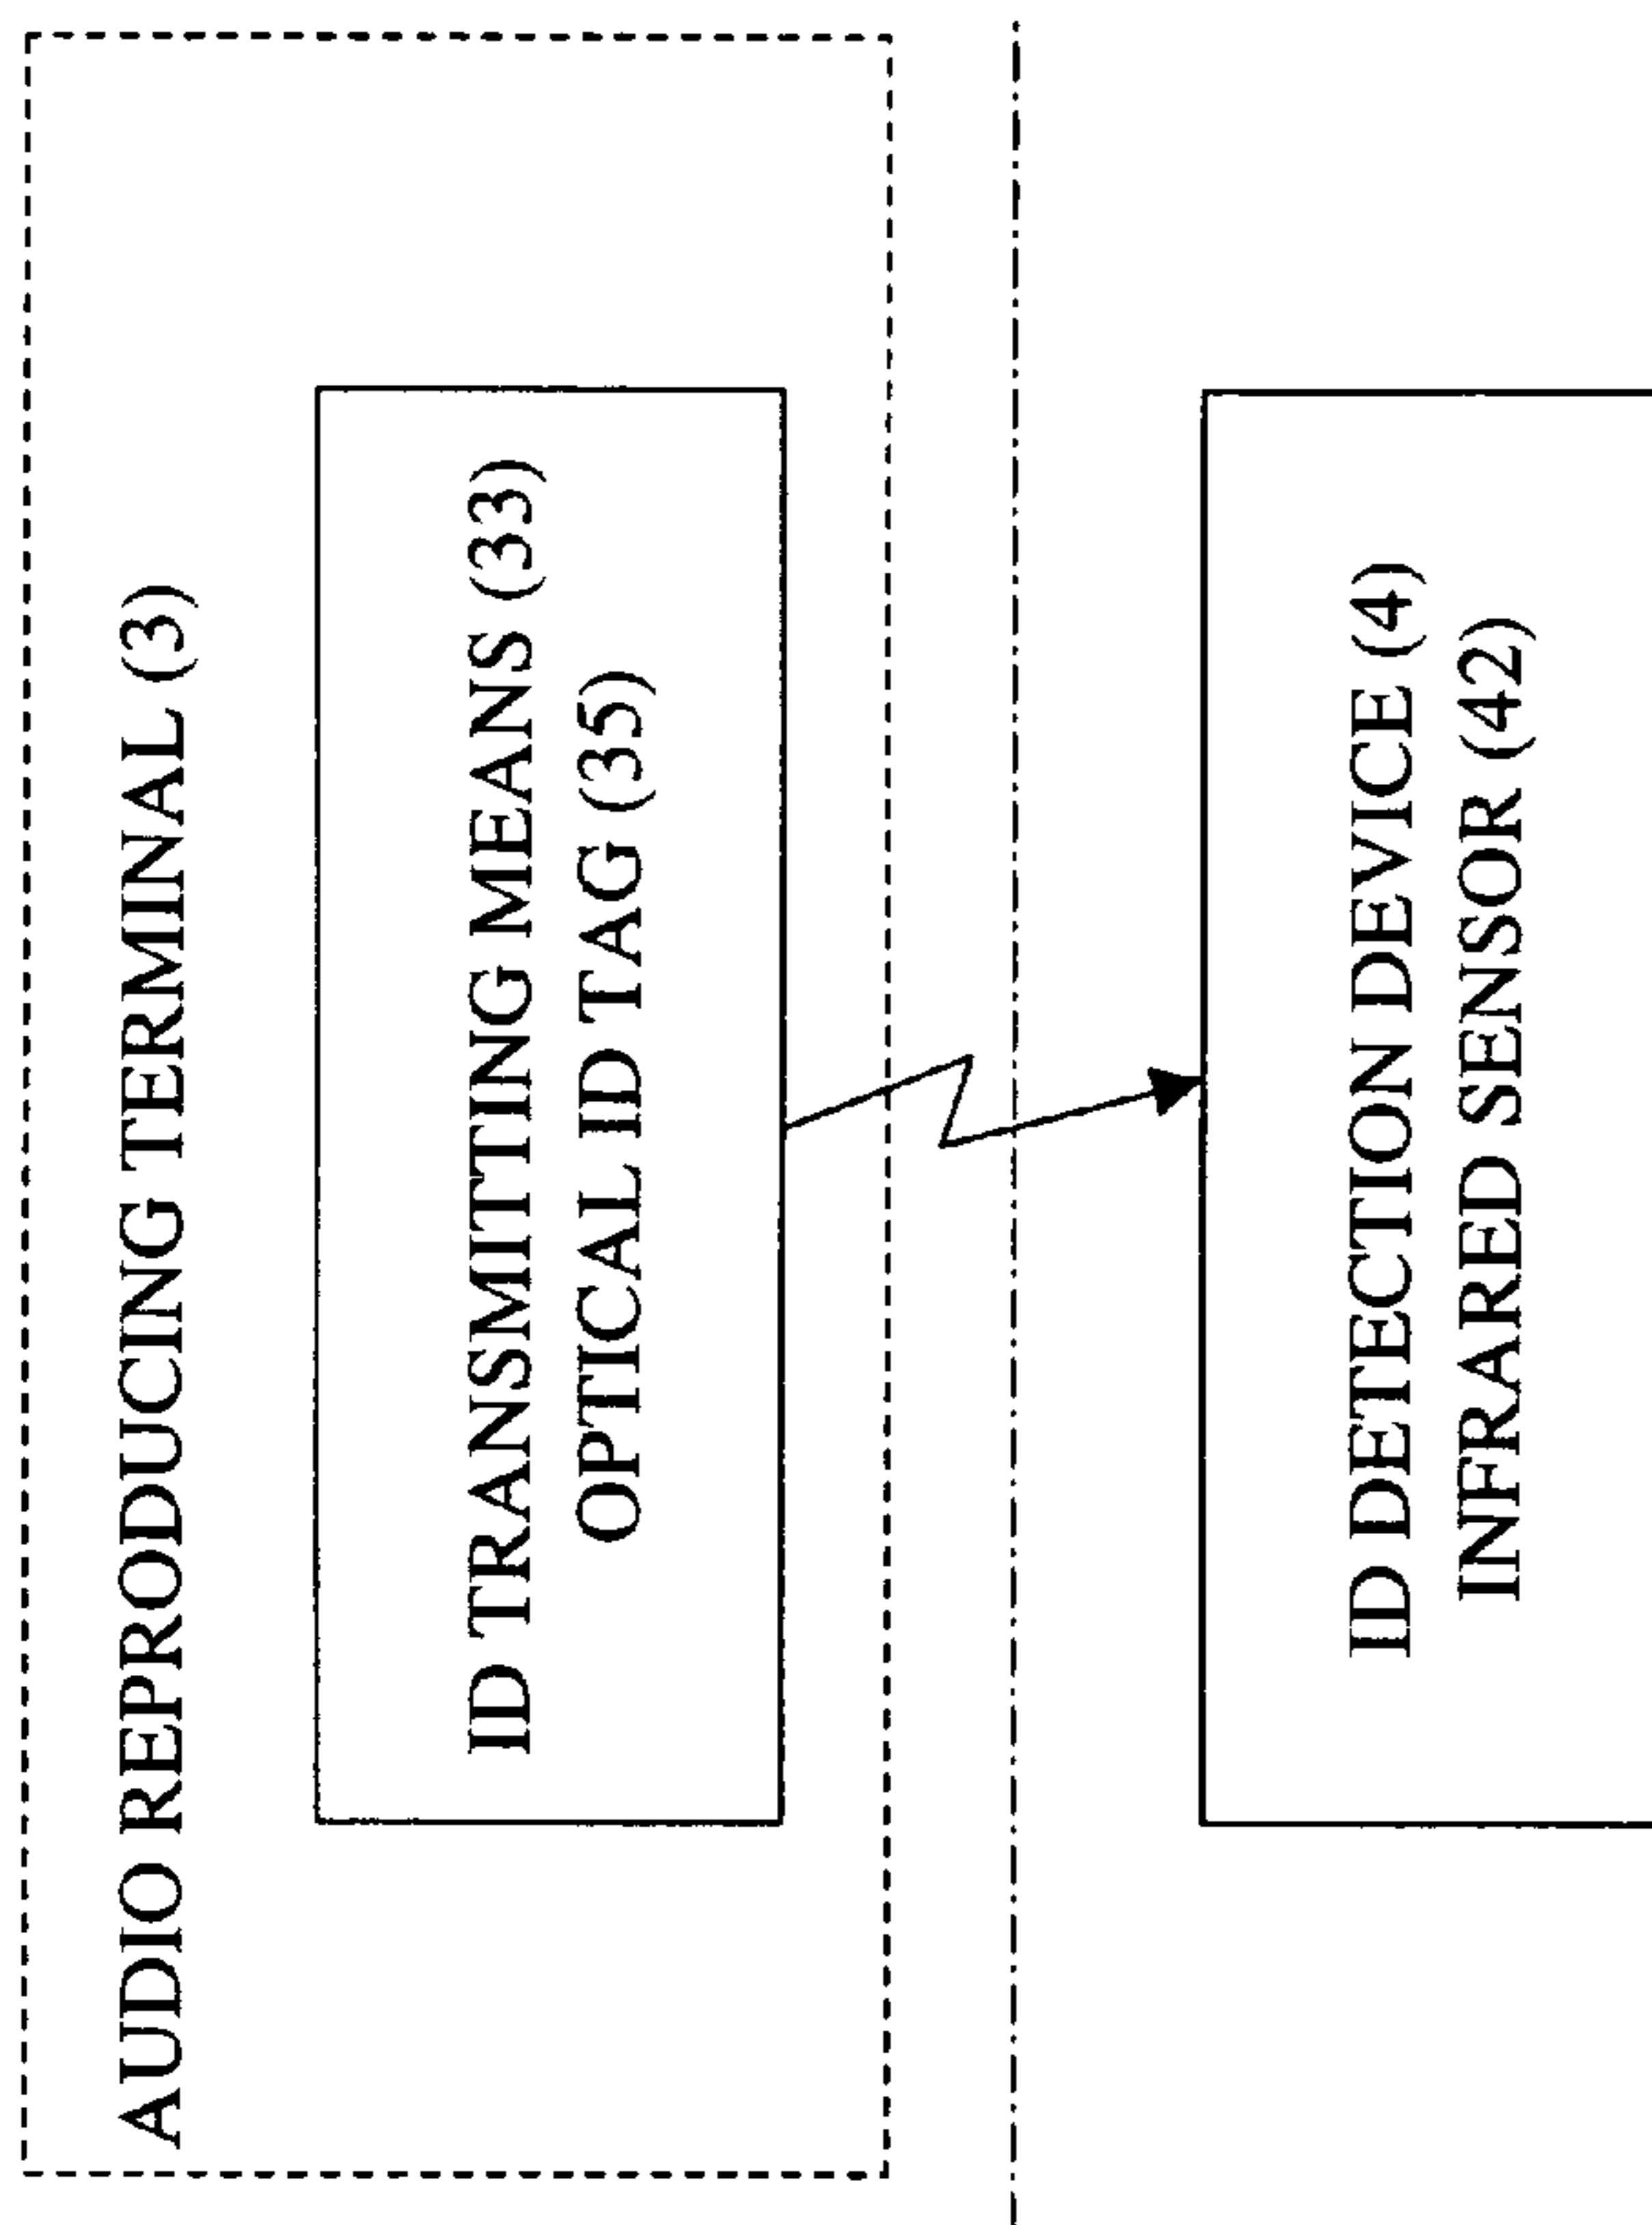 AUDIO REPRODUCING TERMINAL (3)
ID TRANSMITTING MEANS (33)
OPTICAL ID TAG (35)
ID DETECTION DEVICE (4)
INFRARED SENSOR (42)